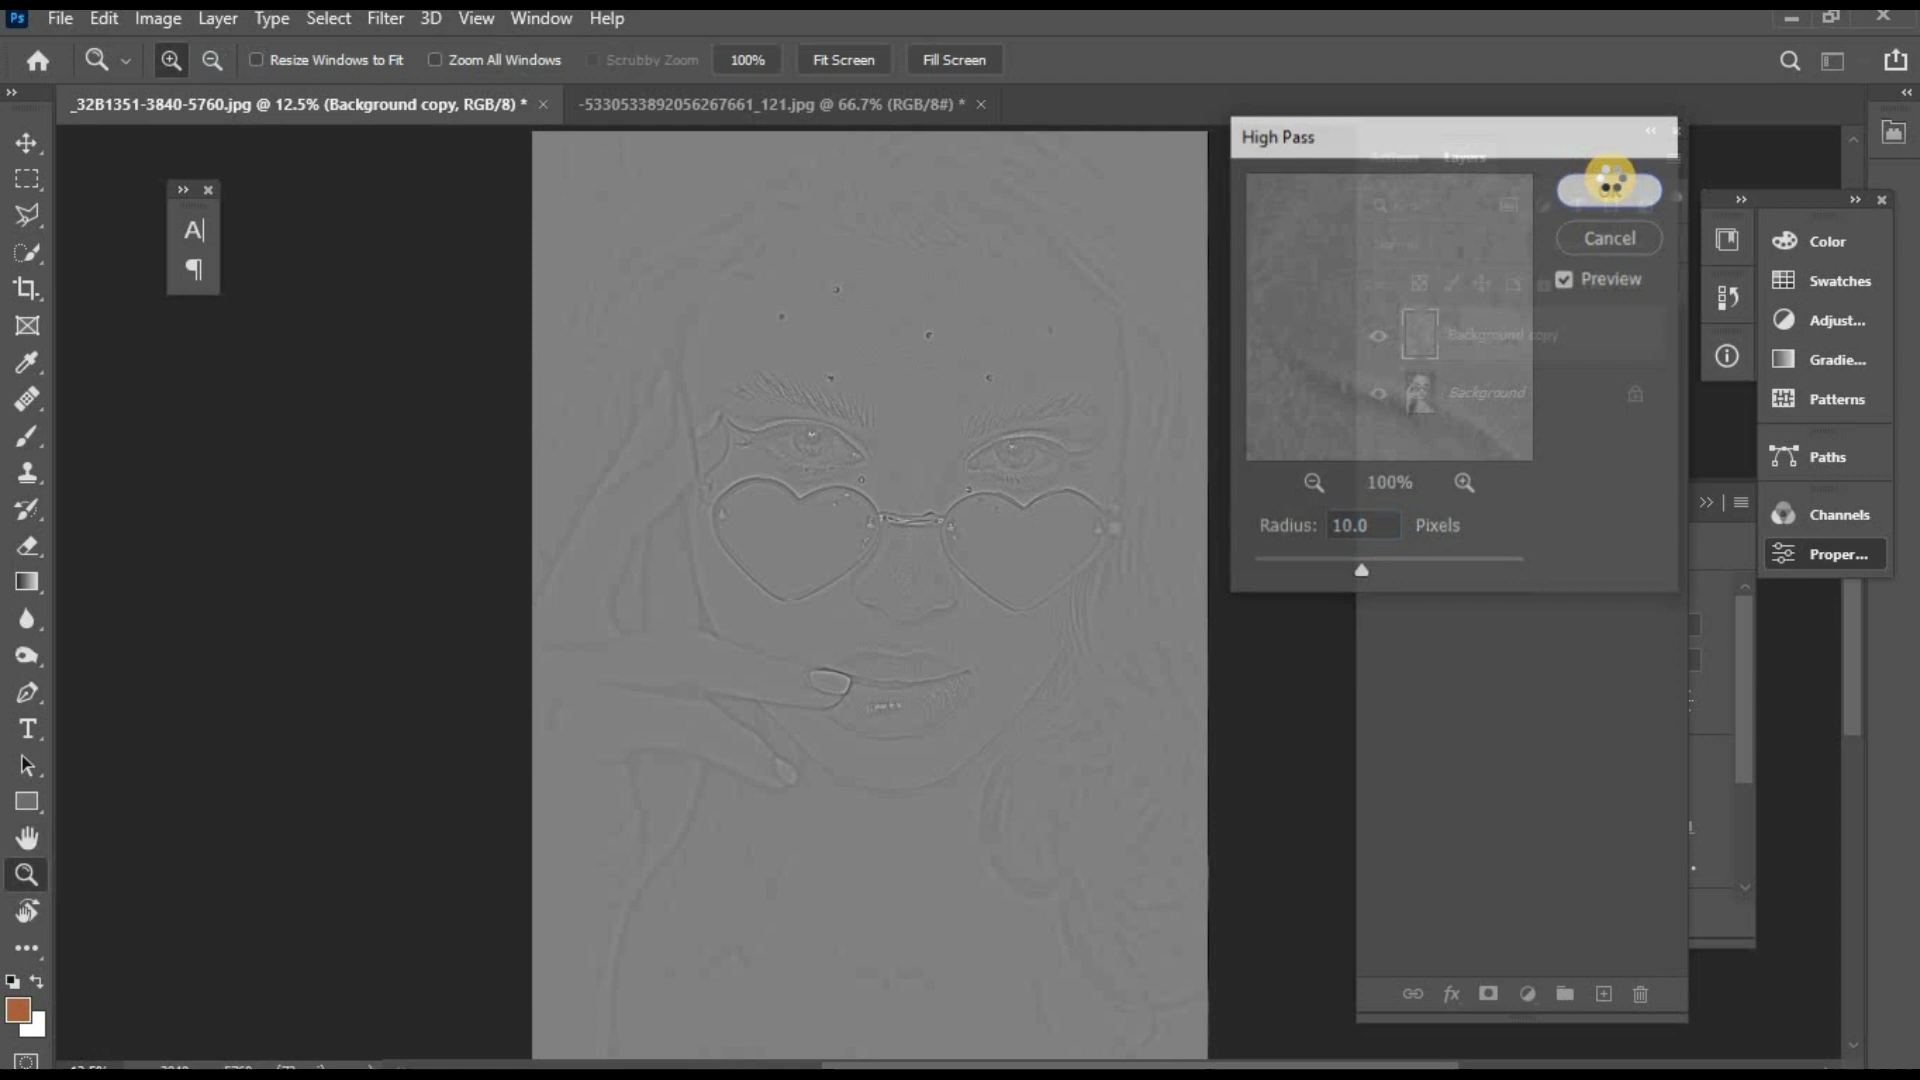 Ps File Edit Image Layer Type Select Filter 3D View Window Help
Resize Windows to Fit Zoom All Windows Scrubby Zoom 100% Fit Screen Fill Screen
_32B1351-3840-5760.jpg @ 12.5% (Background copy, RGB/8) * -5330533892056267661_121.jpg @ 66.7% (RGB/8#) *
High Pass
Layers
OK
Cancel
Preview
Background copy
Background
100%
Radius: 10.0 Pixels
Color
Swatches
Adjust...
Gradie...
Patterns
Paths
Channels
Proper...
fx